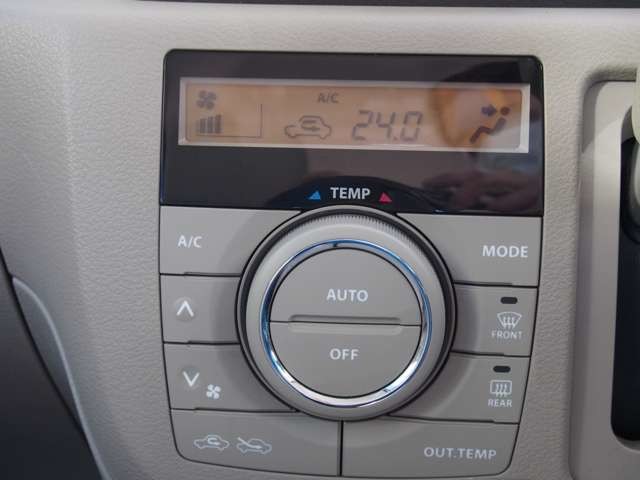 A/C
24.0
TEMP
A/C
MODE
AUTO
OFF
FRONT
REAR
OUT.TEMP